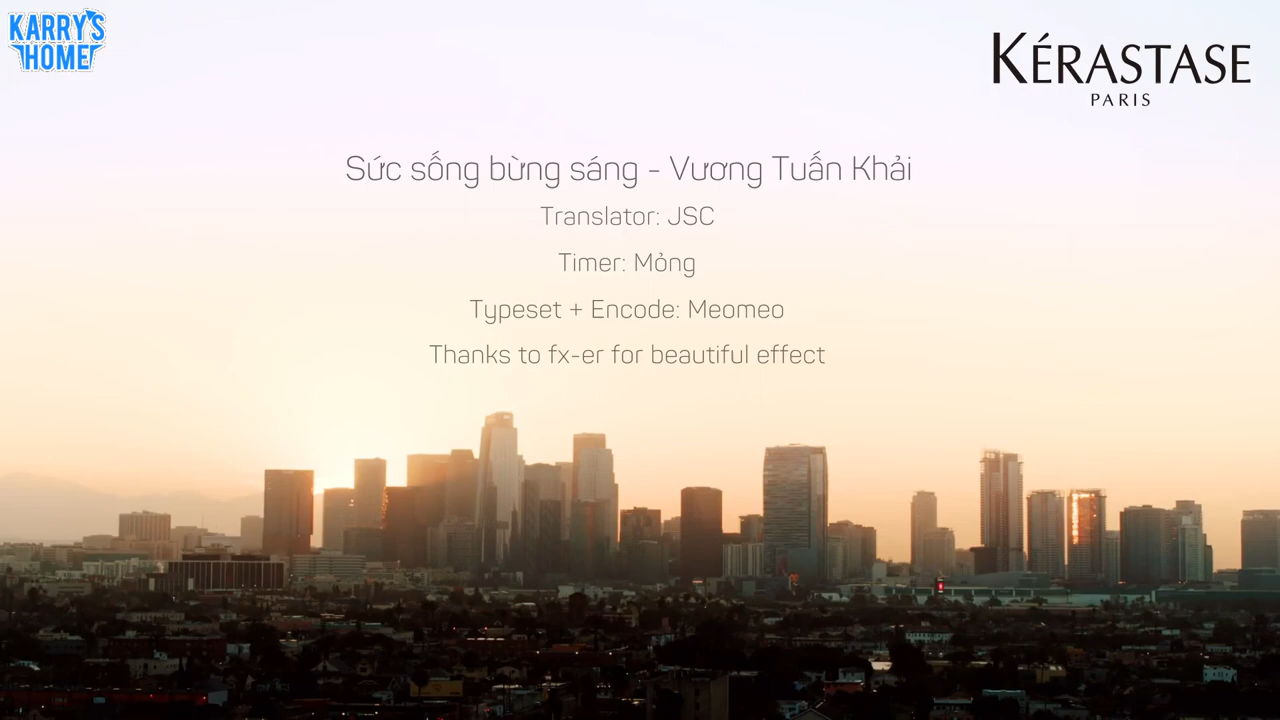 KARRY'S
HOME
KÉRASTASE
PARIS
Sức sống bừng sáng - Vương Tuấn Khải
Translator: JSC
Timer: Mỏng
Typeset + Encode: Meomeo
Thanks to fx-er for beautiful effect